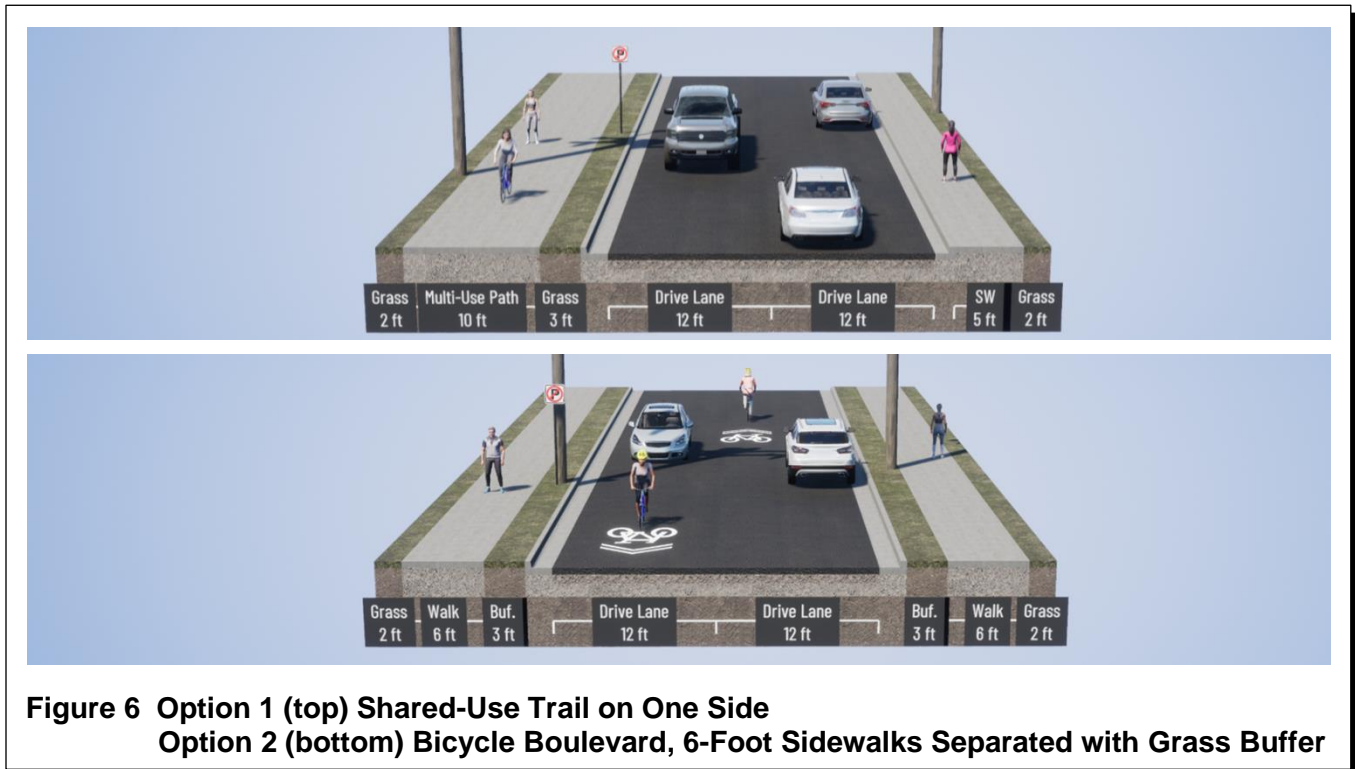 P
Grass Multi-Use Path Grass Drive Lane Drive Lane SW Grass
2 ft 10 ft 3 ft 12 ft 12 ft 5 ft 2 ft
P
Grass Walk Buf. Drive Lane Drive Lane Buf. Walk Grass
2 ft 6 ft 3 ft 12 ft 12 ft 3 ft 6 ft 2 ft
Figure 6 Option 1 (top) Shared-Use Trail on One Side
Option 2 (bottom) Bicycle Boulevard, 6-Foot Sidewalks Separated with Grass Buffer